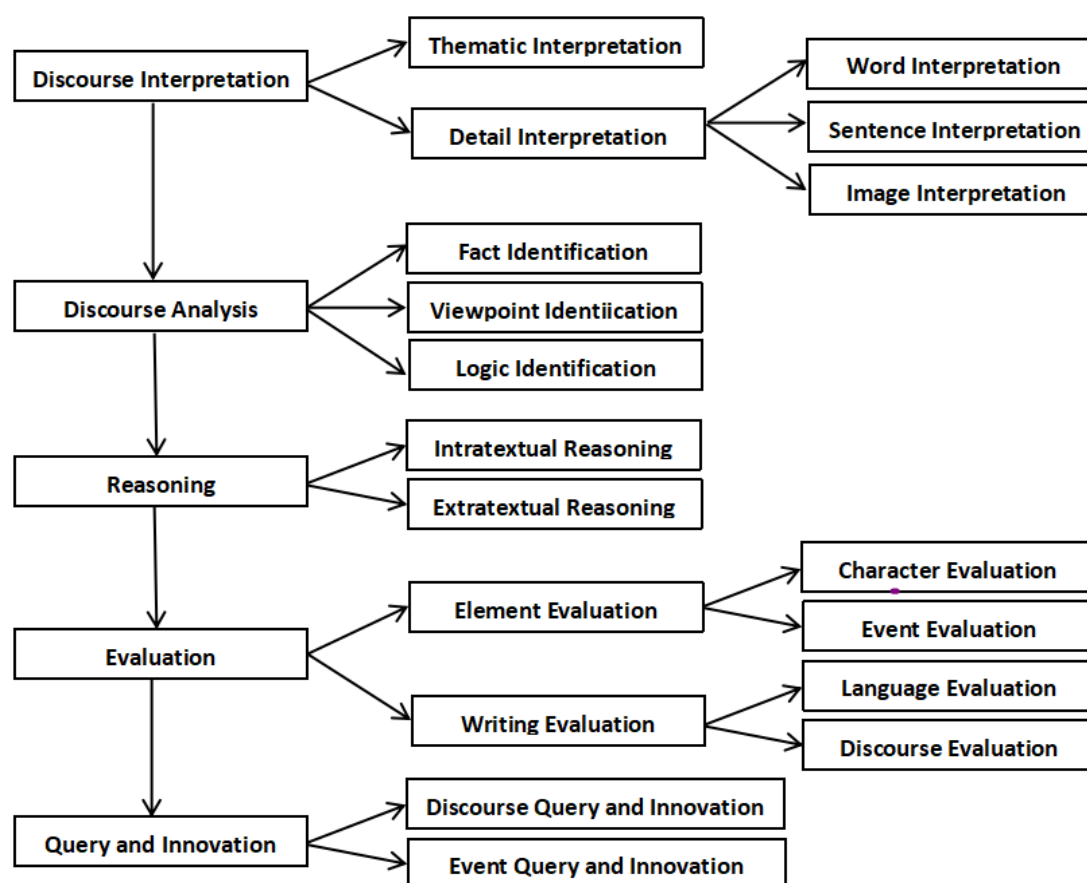 Discourse Interpretation
Thematic Interpretation
Detail Interpretation
Word Interpretation
Sentence Interpretation
Image Interpretation
Discourse Analysis
Fact Identification
Viewpoint Identiication
Logic Identification
Reasoning
Intratextual Reasoning
Extratextual Reasoning
Evaluation
Element Evaluation
Character Evaluation
Event Evaluation
Writing Evaluation
Language Evaluation
Discourse Evaluation
Query and Innovation
Discourse Query and Innovation
Event Query and Innovation